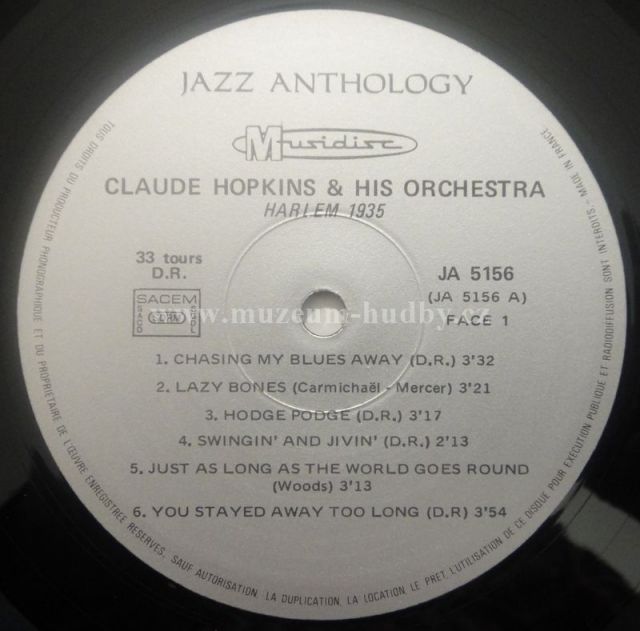 JAZZ ANTHOLOGY
Musidisc
CLAUDE HOPKINS & HIS ORCHESTRA
HARLEM 1935
33 tours
D.R.
JA 5156
(JA 5156 A)
FACE 1
SACEM
SACD
SDRM
SGDL
www.muzeum-hudby.cz
1. CHASING MY BLUES AWAY (D.R.) 3'32
2. LAZY BONES (Carmichaël - Mercer) 3'21
3. HODGE PODGE (D.R.) 3'17
4. SWINGIN' AND JIVIN' (D.R.) 2'13
5. JUST AS LONG AS THE WORLD GOES ROUND
(Woods) 3'13
6. YOU STAYED AWAY TOO LONG (D.R) 3'54
TOUS DROITS DU PRODUCTEUR PHONOGRAPHIQUE ET DU PROPRIETAIRE DE L'ŒUVRE ENREGISTREE RESERVES. SAUF AUTORISATION, LA DUPLICATION, LA LOCATION, LE PRET, L'UTILISATION DE CE DISQUE POUR EXECUTION PUBLIQUE ET RADIODIFFUSION SONT INTERDITS.- MADE IN FRANCE